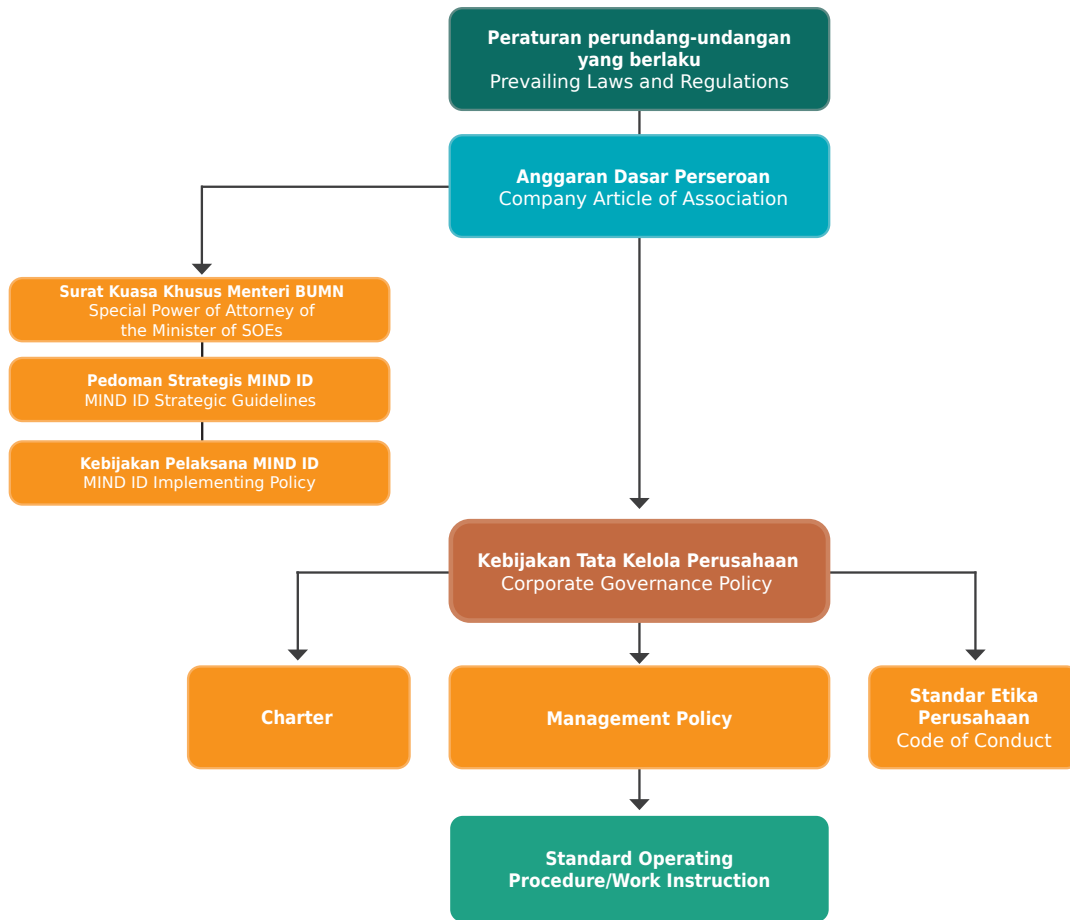 Peraturan perundang-undangan
yang berlaku
Prevailing Laws and Regulations
Anggaran Dasar Perseroan
Company Article of Association
Surat Kuasa Khusus Menteri BUMN
Special Power of Attorney of
the Minister of SOEs
Pedoman Strategis MIND ID
MIND ID Strategic Guidelines
Kebijakan Pelaksana MIND ID
MIND ID Implementing Policy
Kebijakan Tata Kelola Perusahaan
Corporate Governance Policy
Charter
Management Policy
Standar Etika
Perusahaan
Code of Conduct
Standard Operating
Procedure/Work Instruction